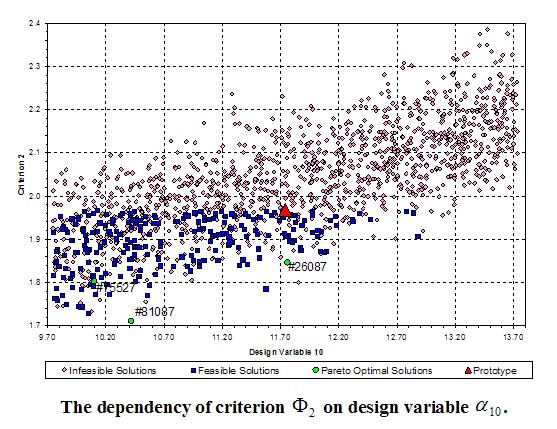 2.4
2.3
2.2
2.1
2.0
1.9
1.8
1.7
Criterion 2
#26087
#15527
#81087
9.70 10.20 10.70 11.20 11.70 12.20 12.70 13.20 13.70
Design Variable 10
Infeasible Solutions Feasible Solutions Pareto Optimal Solutions Prototype
The dependency of criterion Φ₂ on design variable α₁₀.